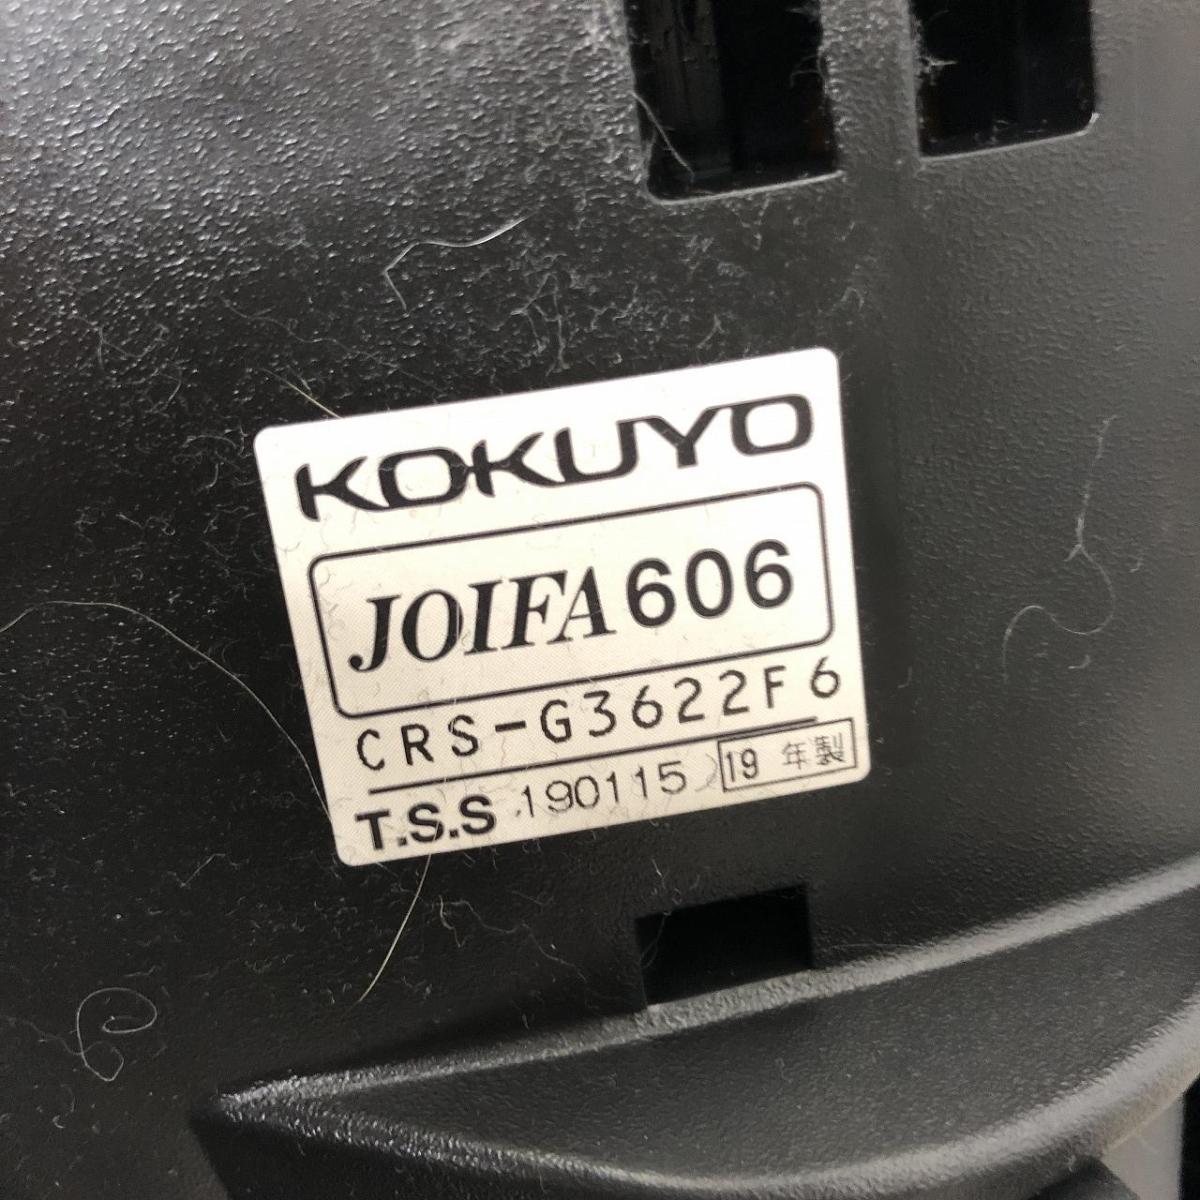 KOKUYO
JOIFA 606
CRS-G3622F6
T.S.S 190115 19 年製